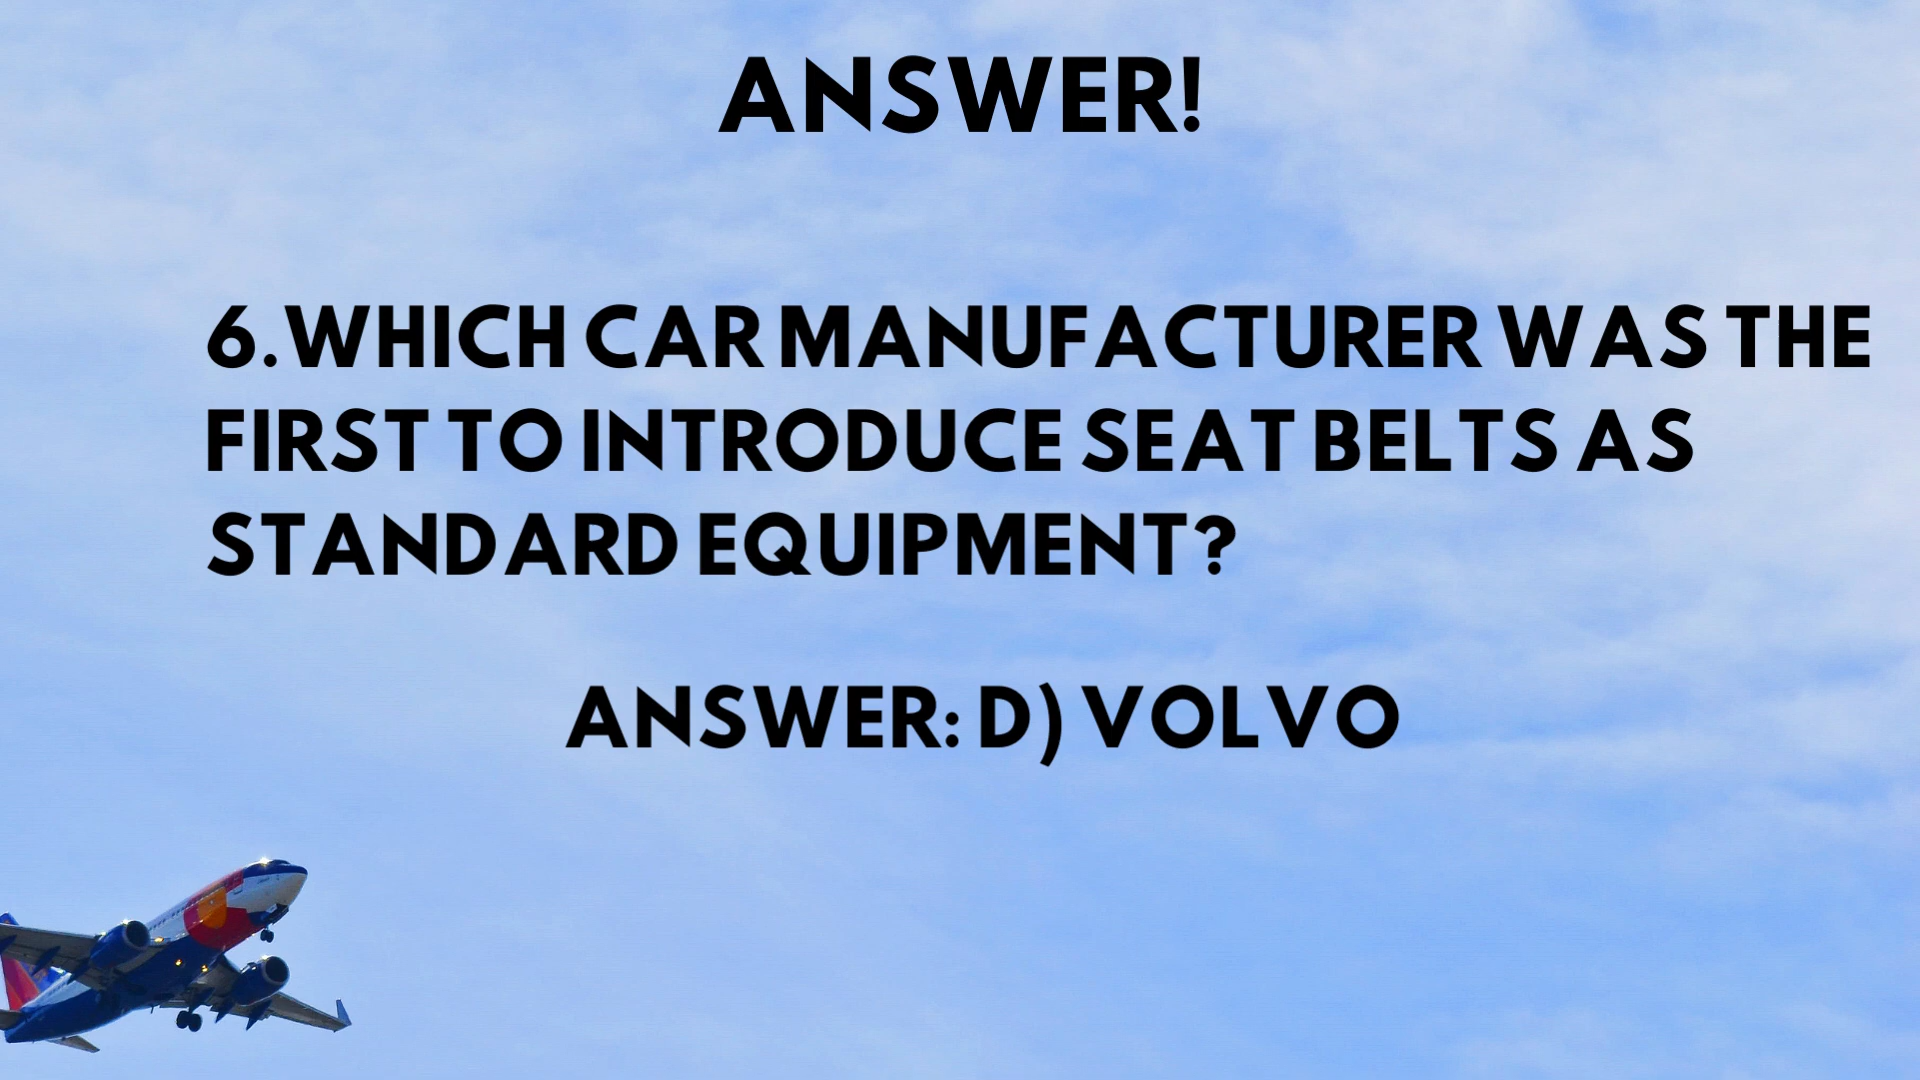 ANSWER!
6.WHICH CAR MANUFACTURER WAS THE
FIRST TO INTRODUCE SEAT BELTS AS
STANDARD EQUIPMENT?
ANSWER: D) VOLVO